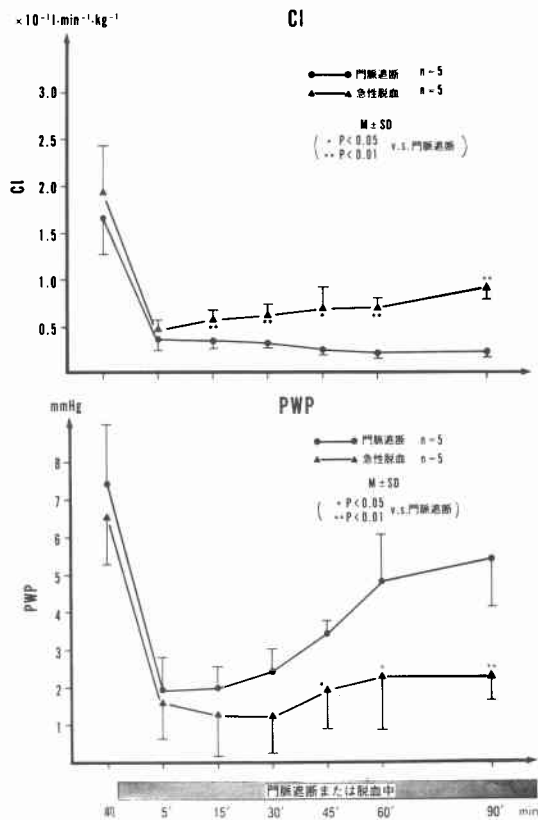 CI
×10⁻¹l·min⁻¹·kg⁻¹
門脈遮断 n=5
急性脱血 n=5
M±SD
* P<0.05
** P<0.01
v.s.門脈遮断
CI
3.0
2.5
2.0
1.5
1.0
0.5
**
**
*
**
**
PWP
mmHg
門脈遮断 n=5
急性脱血 n=5
M±SD
* P<0.05
** P<0.01
v.s.門脈遮断
PWP
8
7
6
5
4
3
2
1
*
*
**
門脈遮断または脱血中
前 5′ 15′ 30′ 45′ 60′ 90′ min